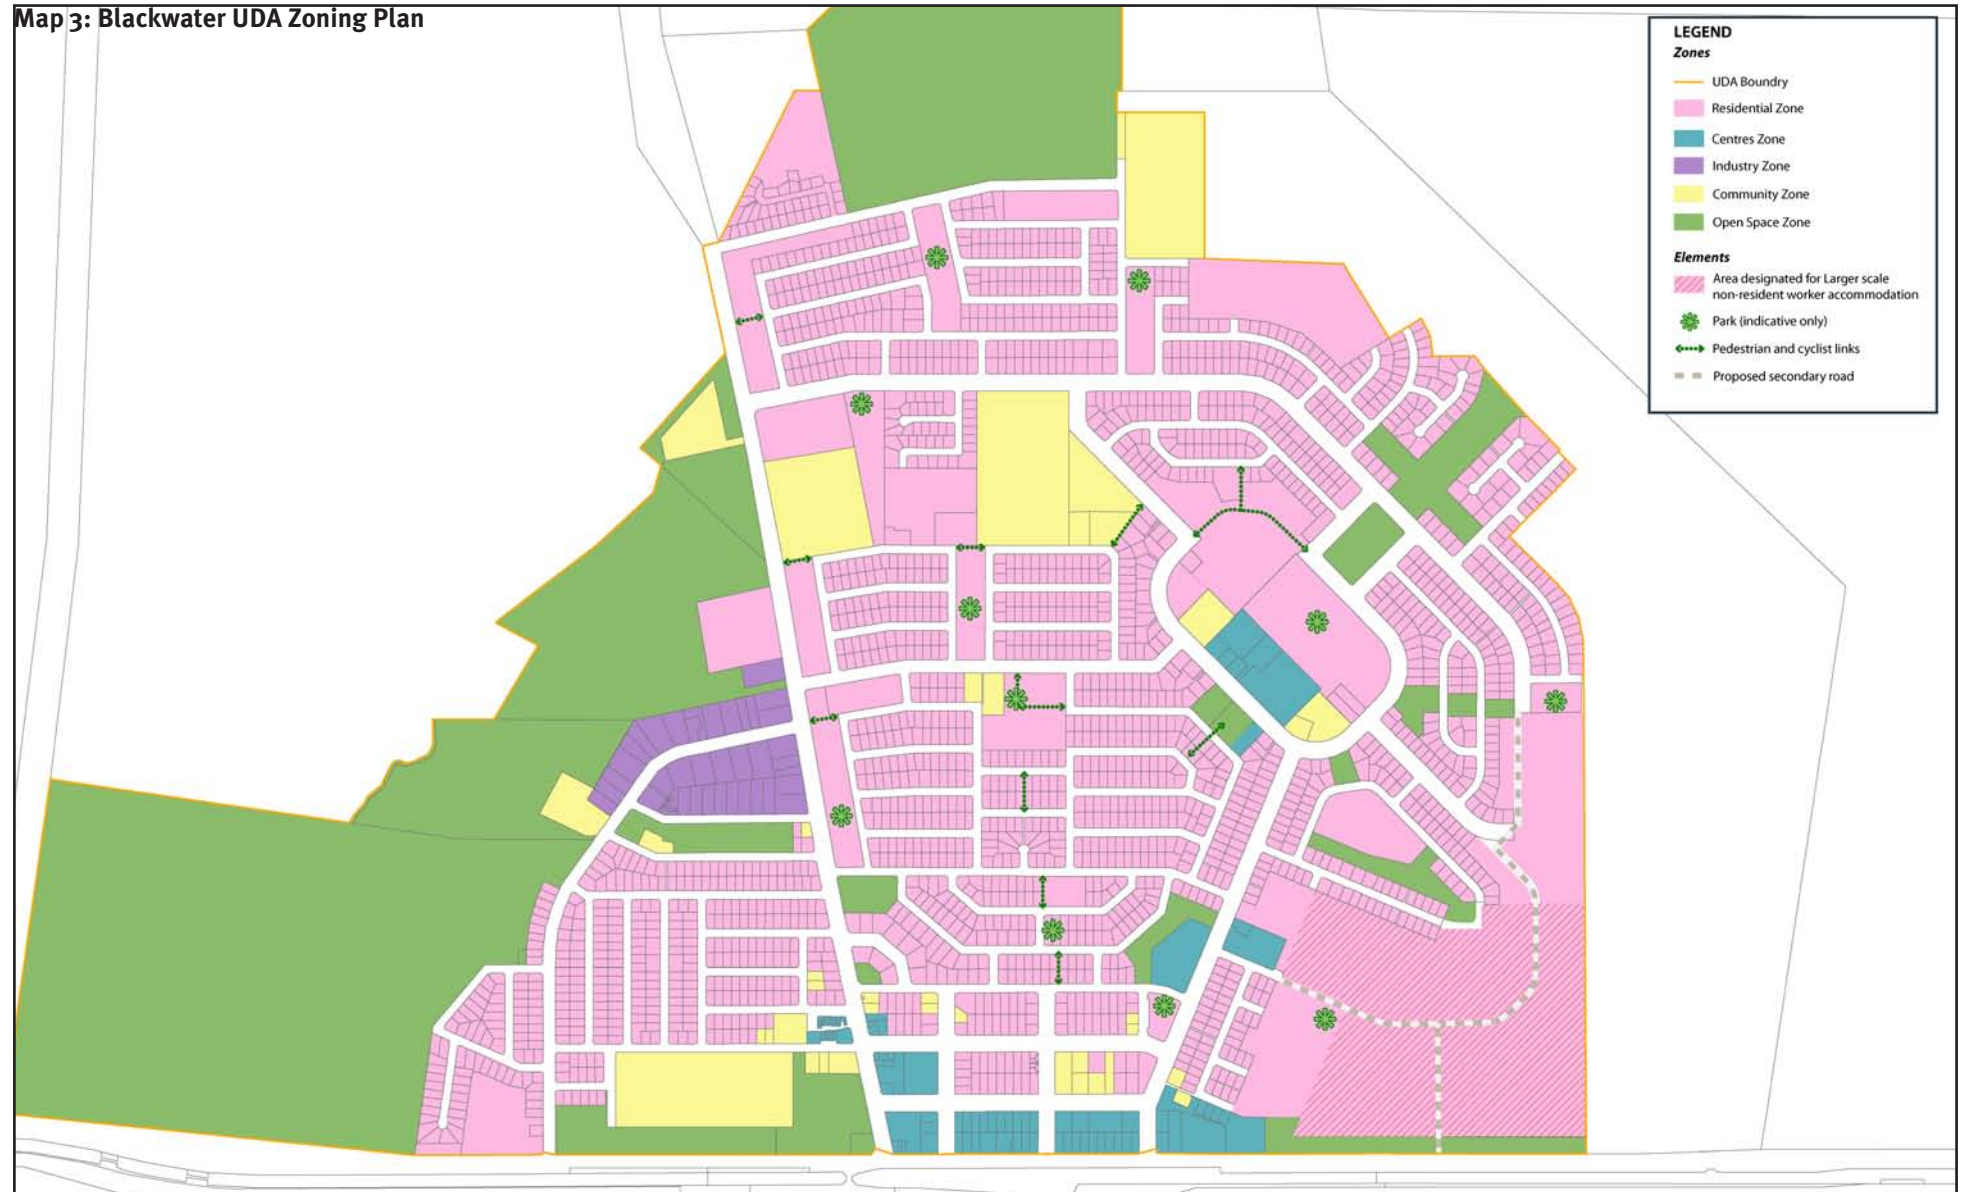 Map 3: Blackwater UDA Zoning Plan
LEGEND
Zones
UDA Boundry
Residential Zone
Centres Zone
Industry Zone
Community Zone
Open Space Zone
Elements
Area designated for Larger scale
non-resident worker accommodation
Park (indicative only)
Pedestrian and cyclist links
Proposed secondary road